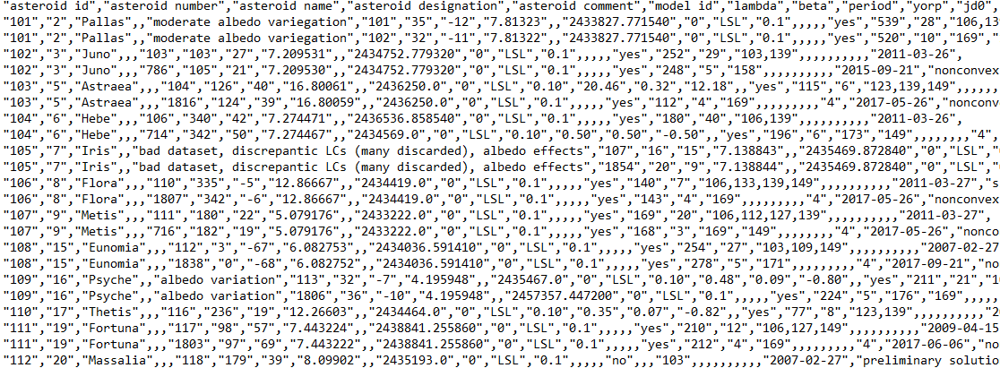 "asteroid id","asteroid number","asteroid name","asteroid designation","asteroid comment","model id","lambda","beta","period","yorp","jd0",
"101","2","Pallas",,"moderate albedo variegation","101","35","-12","7.81323",,"2433827.771540","0","LSL","0.1",,,,,"yes","539","28","106,13
"101","2","Pallas",,"moderate albedo variegation","102","32","-11","7.81322",,"2433827.771540","0","LSL","0.1",,,,,"yes","520","10","169",,"
"102","3","Juno",,,"103","103","27","7.209531",,"2434752.779320","0","LSL","0.1",,,,,"yes","252","29","103,139",,,,,,,,,,"2011-03-26",
"102","3","Juno",,,"786","105","21","7.209530",,"2434752.779320","0","LSL","0.1",,,,,"yes","248","5","158",,,,,,,,,,"2015-09-21","nonconvex
"103","5","Astraea",,,"104","126","40","16.80061",,"2436250.0","0","LSL","0.10","20.46","0.32","12.18",,"yes","115","6","123,139,149",,,,,,
"103","5","Astraea",,,"1816","124","39","16.80059",,"2436250.0","0","LSL","0.1",,,,,"yes","112","4","169",,,,,,,,,"4","2017-05-26","nonconv
"104","6","Hebe",,,"106","340","42","7.274471",,"2436536.858540","0","LSL","0.1",,,,,"yes","180","40","106,139",,,,,,,,,,"2011-03-26",
"104","6","Hebe",,,"714","342","50","7.274467",,"2434569.0","0","LSL","0.10","0.50","0.50","-0.50",,"yes","196","6","173","149",,,,,,,,"4","
"105","7","Iris",,"bad dataset, discrepantic LCs (many discarded), albedo effects","107","16","15","7.138843",,"2435469.872840","0","LSL","
"105","7","Iris",,"bad dataset, discrepantic LCs (many discarded), albedo effects","1854","20","9","7.138844",,"2435469.872840","0","LSL","
"106","8","Flora",,,"110","335","-5","12.86667",,"2434419.0","0","LSL","0.1",,,,,"yes","140","7","106,133,139,149",,,,,,,,,,"2011-03-27","s
"106","8","Flora",,,"1807","342","-6","12.86667",,"2434419.0","0","LSL","0.1",,,,,"yes","143","4","169",,,,,,,,,"4","2017-05-26","nonconvex
"107","9","Metis",,,"111","180","22","5.079176",,"2433222.0","0","LSL","0.1",,,,,"yes","169","20","106,112,127,139",,,,,,,,,,"2011-03-27",
"107","9","Metis",,,"716","182","19","5.079176",,"2433222.0","0","LSL","0.1",,,,,"yes","168","3","169","149",,,,,,,,"4","2017-05-26","nonco
"108","15","Eunomia",,,"112","3","-67","6.082753",,"2434036.591410","0","LSL","0.1",,,,,"yes","254","27","103,109,149",,,,,,,,,,"2007-02-27
"108","15","Eunomia",,,"1838","0","-68","6.082752",,"2434036.591410","0","LSL","0.1",,,,,"yes","278","5","171",,,,,,,,,"4","2017-09-21","no
"109","16","Psyche",,"albedo variation","113","32","-7","4.195948",,"2435467.0","0","LSL","0.10","0.48","0.09","-0.80",,"yes","211","21","1
"109","16","Psyche",,"albedo variation","1806","36","-10","4.195948",,"2457357.447200","0","LSL","0.1",,,,,"yes","224","5","176","169",,,,,
"110","17","Thetis",,,"116","236","19","12.26603",,"2434464.0","0","LSL","0.10","0.35","0.07","-0.82",,"yes","77","8","123,139",,,,,,,,,,"2
"111","19","Fortuna",,,"117","98","57","7.443224",,"2438841.255860","0","LSL","0.1",,,,,"yes","210","12","106,127,149",,,,,,,,,,"2009-04-15
"111","19","Fortuna",,,"1803","97","69","7.443222",,"2438841.255860","0","LSL","0.1",,,,,"yes","212","4","169",,,,,,,,,"4","2017-06-06","no
"112","20","Massalia",,,"118","179","39","8.09902",,"2435193.0","0","LSL","0.1",,,,,"no",,,"103",,,,,,,,,,"2007-02-27","preliminary solutio